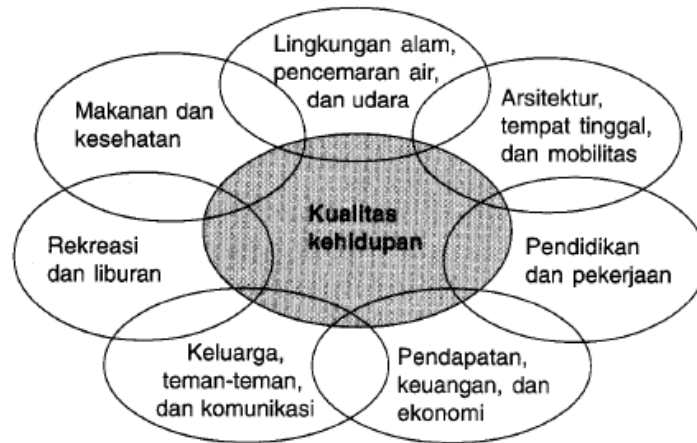 Lingkungan alam,
pencemaran air,
dan udara
Makanan dan
kesehatan
Arsitektur,
tempat tinggal,
dan mobilitas
Kualitas
kehidupan
Rekreasi
dan liburan
Pendidikan
dan pekerjaan
Keluarga,
teman-teman,
dan komunikasi
Pendapatan,
keuangan, dan
ekonomi